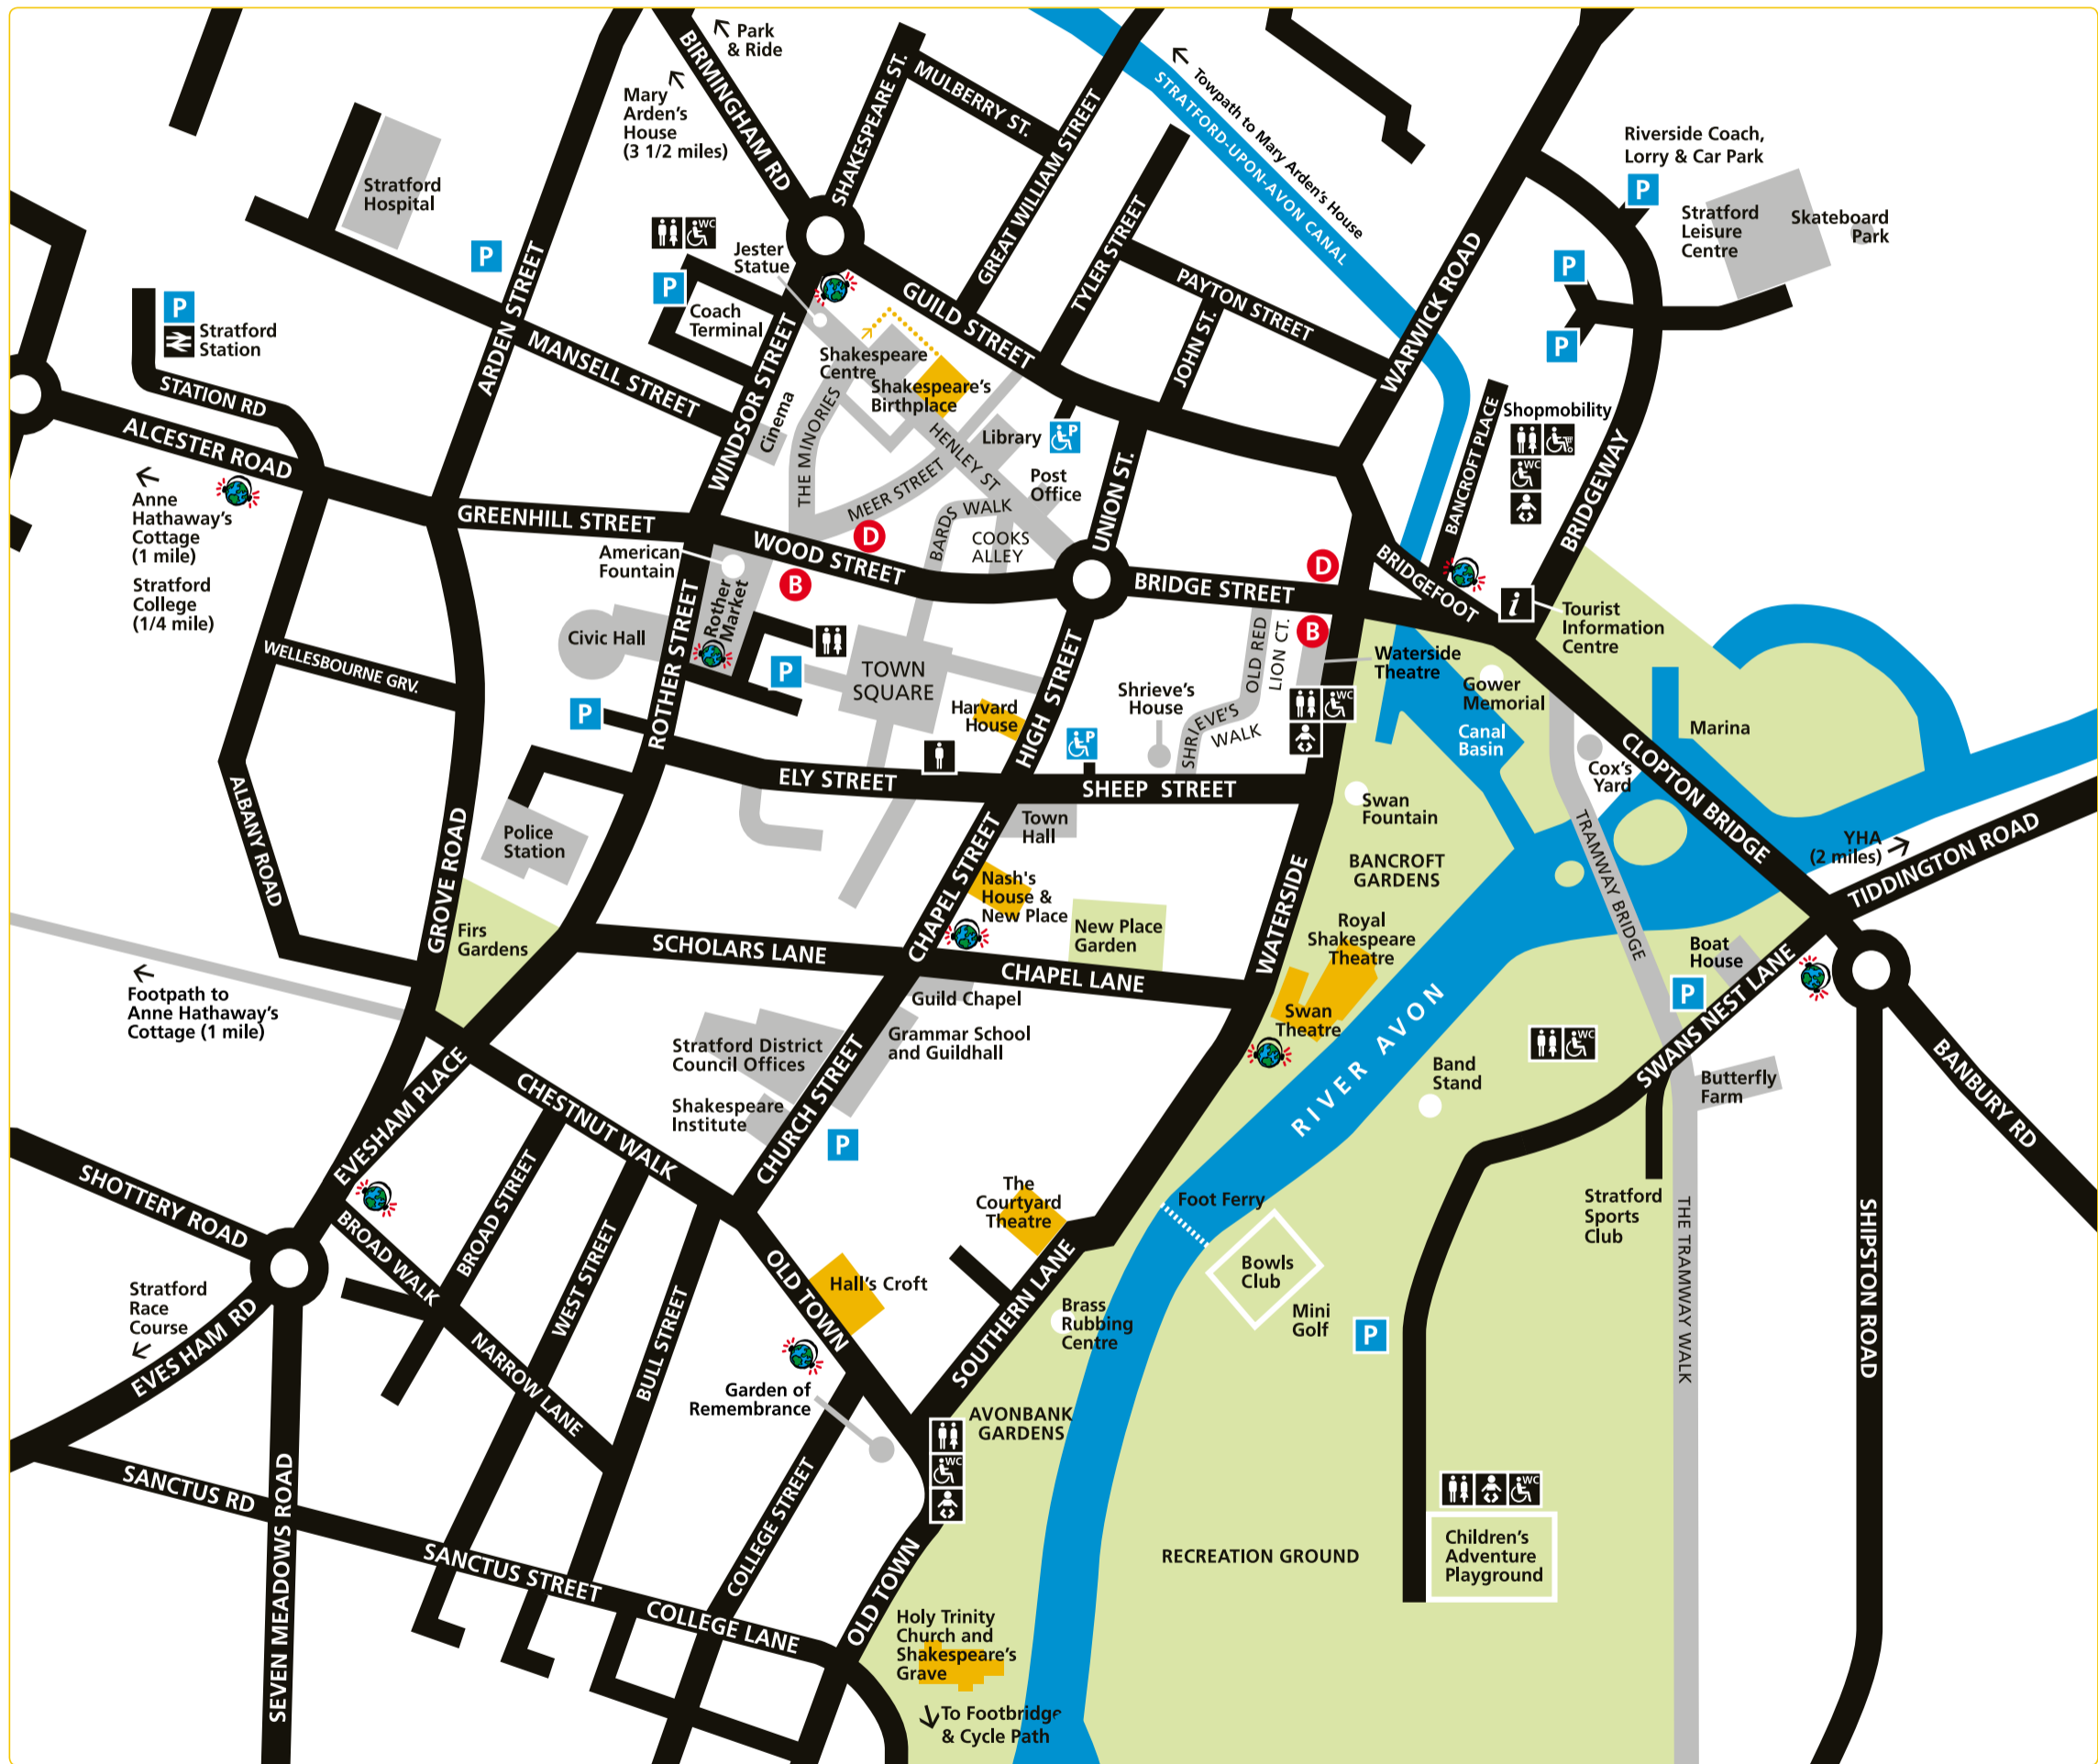 Park
& Ride
BIRMINGHAM RD
Mary
Arden's
House
(3 1/2 miles)
SHAKESPEARE ST.
MULBERRY ST.
GREAT WILLIAM STREET
Towpath to Mary Arden's House
STRATFORD-UPON-AVON CANAL
Riverside Coach,
Lorry & Car Park
P
Stratford
Leisure
Centre
Skateboard
Park
Stratford
Hospital
P
WC
Jester
Statue
P
Coach
Terminal
P
Stratford
Station
STATION RD
ARDEN STREET
MANSELL STREET
WINDSOR STREET
Cinema
GUILD STREET
TYLER STREET
PAYTON STREET
JOHN ST.
WARWICK ROAD
P
P
Shakespeare
Centre
Shakespeare's
Birthplace
THE MINORIES
HENLEY ST
MEER STREET
Library
P
Post
Office
BARDS WALK
COOKS
ALLEY
UNION ST.
BANCROFT PLACE
Shopmobility
WC
BRIDGEWAY
ALCESTER ROAD
Anne
Hathaway's
Cottage
(1 mile)
Stratford
College
(1/4 mile)
GREENHILL STREET
American
Fountain
WOOD STREET
D
B
BRIDGE STREET
D
B
BRIDGEFOOT
i
Tourist
Information
Centre
Civic Hall
Rother
Market
ROTHER STREET
P
P
TOWN
SQUARE
HIGH STREET
Harvard
House
Shrieve's
House
P
SHRIEVE'S
WALK
OLD RED
LION CT.
WC
Waterside
Theatre
Gower
Memorial
Canal
Basin
Cox's
Yard
Marina
CLOPTON BRIDGE
WELLESBOURNE GRV.
ALBANY ROAD
GROVE ROAD
ELY STREET
SHEEP STREET
Town
Hall
Police
Station
Swan
Fountain
BANCROFT
GARDENS
TRAMWAY BRIDGE
YHA
(2 miles)
TIDDINGTON ROAD
Firs
Gardens
SCHOLARS LANE
CHAPEL STREET
Nash's
House &
New Place
New Place
Garden
CHAPEL LANE
WATERSIDE
Royal
Shakespeare
Theatre
Swan
Theatre
RIVER AVON
Boat
House
P
SWANS NEST LANE
Footpath to
Anne Hathaway's
Cottage (1 mile)
Guild Chapel
Grammar School
and Guildhall
Stratford District
Council Offices
Shakespeare
Institute
CHURCH STREET
P
WC
Band
Stand
Butterfly
Farm
BANBURY RD
EVESHAM PLACE
CHESTNUT WALK
SHOTTERY ROAD
BROAD WALK
BROAD STREET
WEST STREET
BULL STREET
NARROW LANE
The
Courtyard
Theatre
Foot Ferry
Bowls
Club
Mini
Golf
P
Stratford
Sports
Club
THE TRAMWAY WALK
SHIPSTON ROAD
Stratford
Race
Course
EVES HAM RD
OLD TOWN
Hall's Croft
SOUTHERN LANE
Brass
Rubbing
Centre
Garden of
Remembrance
AVONBANK
GARDENS
WC
WC
SANCTUS RD
SEVEN MEADOWS ROAD
SANCTUS STREET
COLLEGE STREET
COLLEGE LANE
OLD TOWN
RECREATION GROUND
Children's
Adventure
Playground
Holy Trinity
Church and
Shakespeare's
Grave
To Footbridge
& Cycle Path